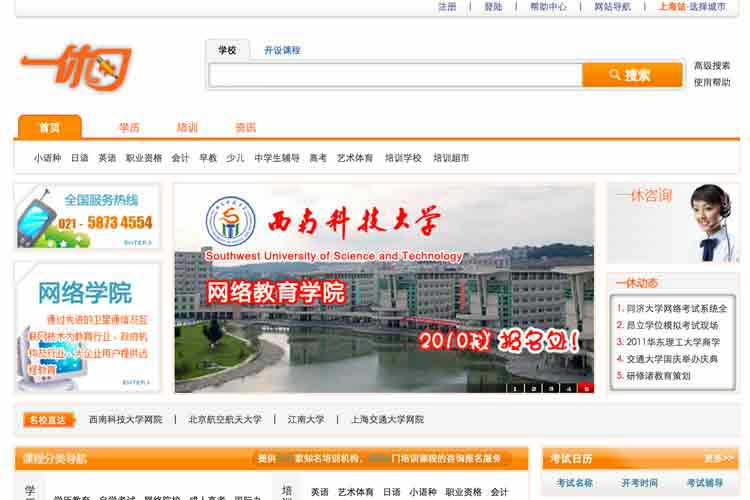 注册 | 登陆 | 帮助中心 | 网站导航 | 上海站-选择城市
一休
学校 开设课程
搜索
高级搜索
使用帮助
首页 学历 培训 资讯
小语种 日语 英语 职业资格 会计 早教 少儿 中学生辅导 高考 艺术体育 培训学校 培训超市
全国服务热线
021 - 5873 4554
ENTER
网络学院
通过先进的卫星通信与互
联网技术为教育行业、政府机
构及行业、大企业用户提供远
程教育
ENTER
西南科技大学
Southwest University of Science and Technology
网络教育学院
2010秋 报名处!
1 2 3 4 5
一休咨询
一休动态
1. 同济大学网络考试系统全
2. 昂立学位模拟考试现场
3. 2011华东理工大学商学
4. 交通大学国庆举办庆典
5. 研修诸教育策划
名校直达 西南科技大学网院 | 北京航空航天大学 | 江南大学 | 上海交通大学网院
课程分类导航 提供 家知名培训机构, 门培训课程的咨询报名服务
考试日历 更多>>
考试名称 开考时间 考试辅导
学 学历教育 自学考试 网络院校 成人高考 国际办
培 英语 艺术体育 日语 小语种 职业资格 会计